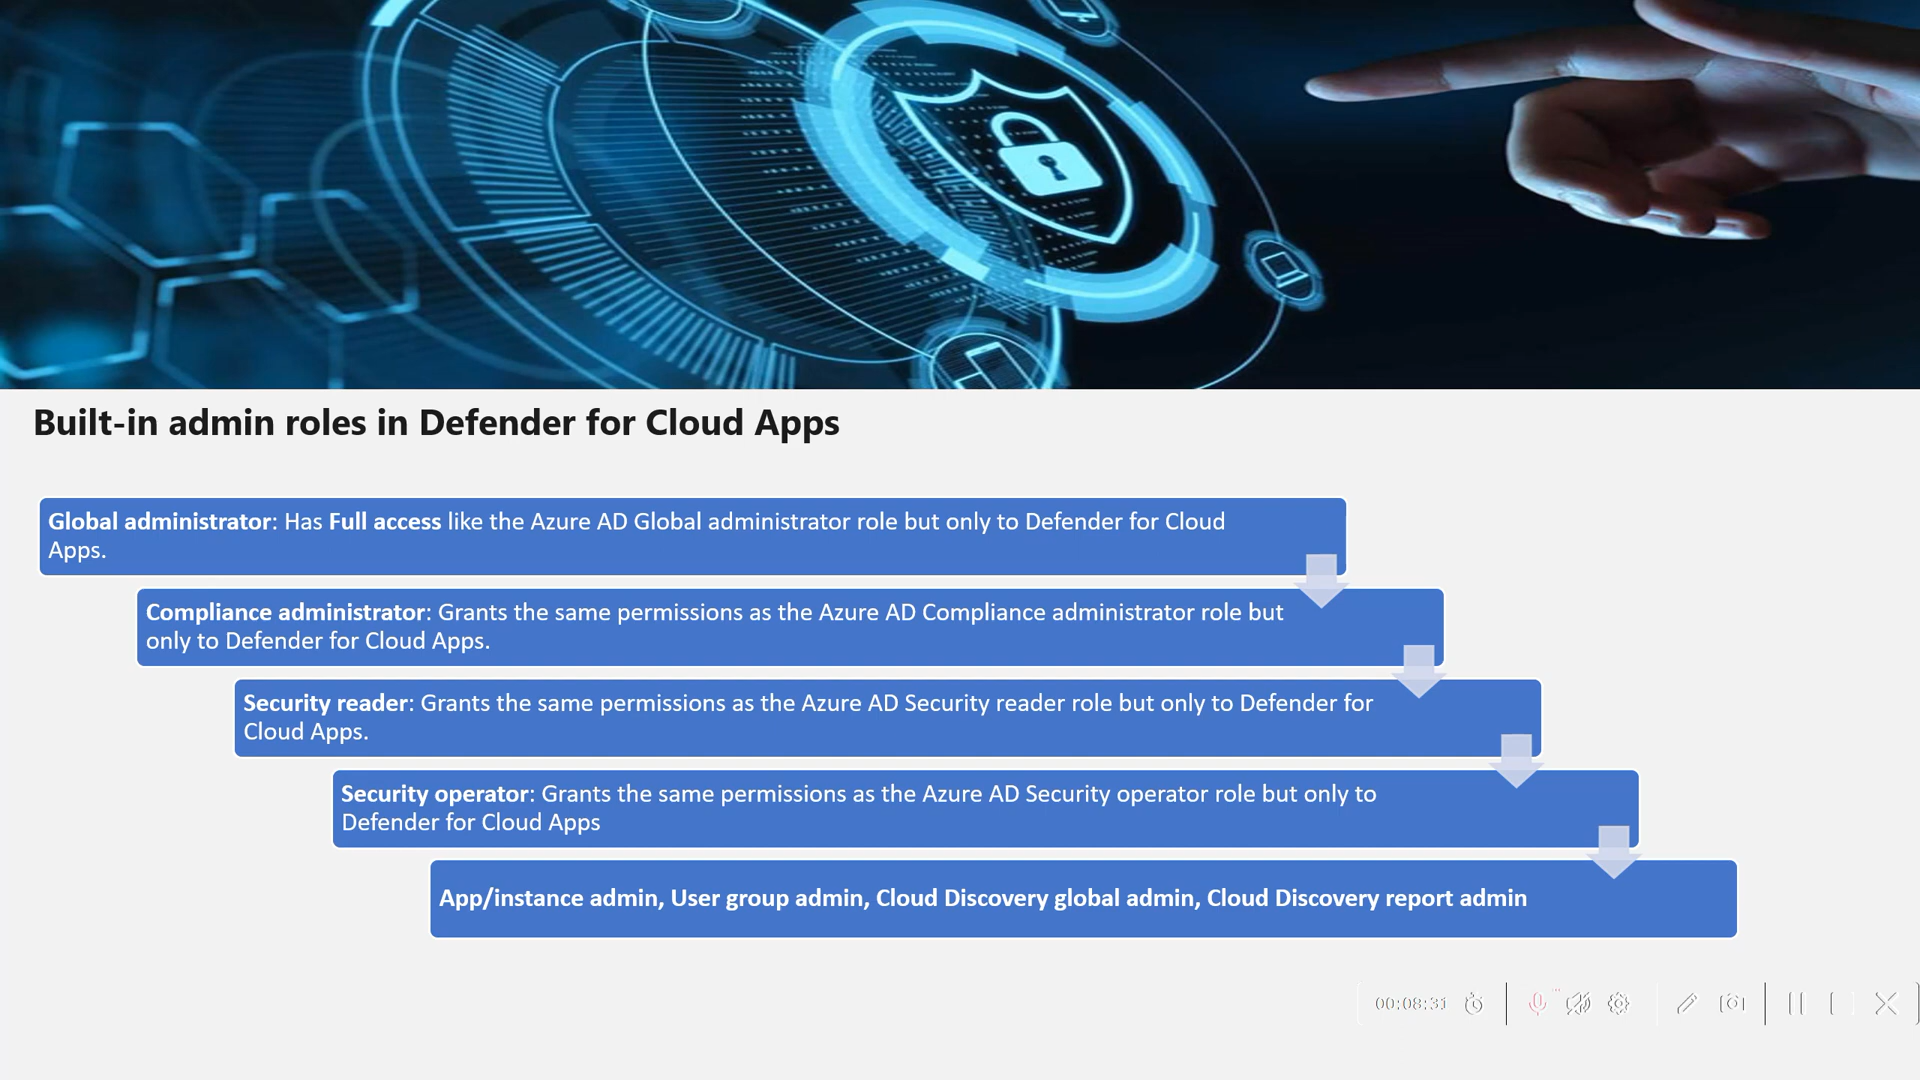 Built-in admin roles in Defender for Cloud Apps
Global administrator: Has Full access like the Azure AD Global administrator role but only to Defender for Cloud
Apps.
Compliance administrator: Grants the same permissions as the Azure AD Compliance administrator role but
only to Defender for Cloud Apps.
Security reader: Grants the same permissions as the Azure AD Security reader role but only to Defender for
Cloud Apps.
Security operator: Grants the same permissions as the Azure AD Security operator role but only to
Defender for Cloud Apps
App/instance admin, User group admin, Cloud Discovery global admin, Cloud Discovery report admin
00:08:31